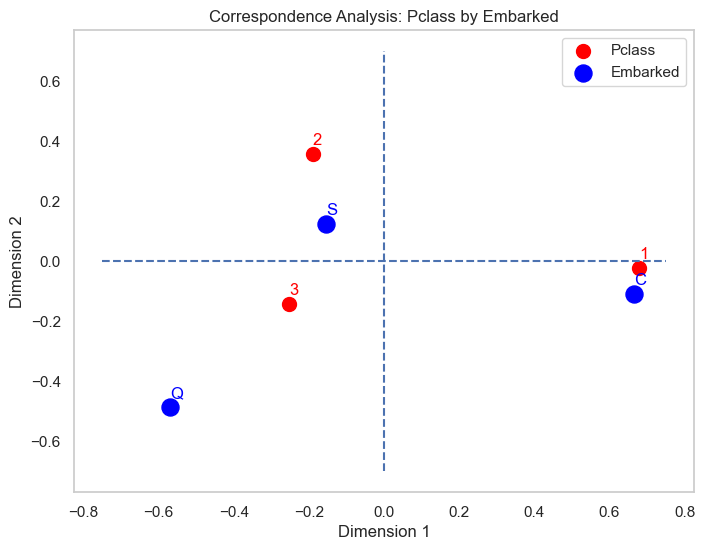 Correspondence Analysis: Pclass by Embarked
Pclass
Embarked
0.6
0.4
0.2
0.0
−0.2
−0.4
−0.6
Dimension 2
2
S
1
C
3
Q
−0.8
−0.6
−0.4
−0.2
0.0
0.2
0.4
0.6
0.8
Dimension 1